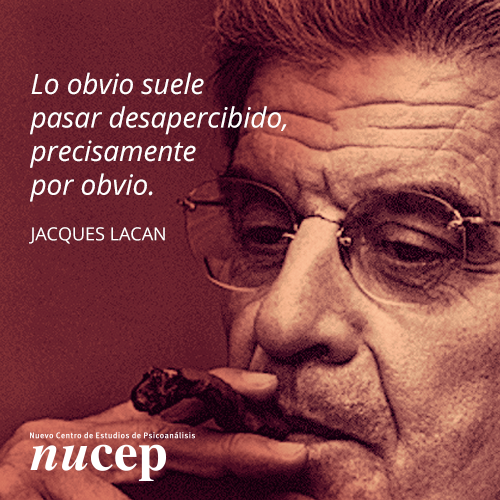 Lo obvio suele
pasar desapercibido,
precisamente
por obvio.
JACQUES LACAN
Nuevo Centro de Estudios de Psicoanálisis
nucep